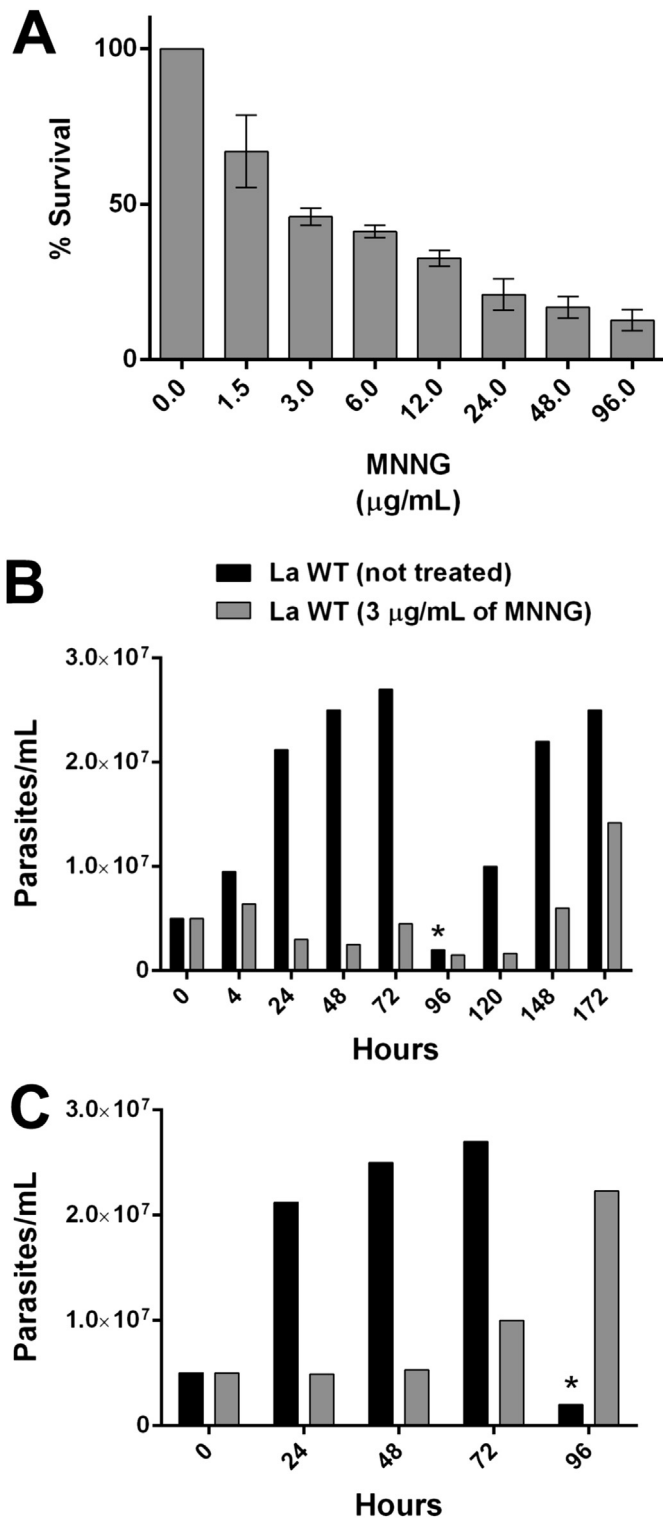 A
100
50
0
% Survival
0.0 1.5 3.0 6.0 12.0 24.0 48.0 96.0
MNNG
(μg/mL)
B
La WT (not treated)
La WT (3 μg/mL of MNNG)
3.0×10⁷
2.0×10⁷
1.0×10⁷
0
Parasites/mL
*
0 4 24 48 72 96 120 148 172
Hours
C
3.0×10⁷
2.0×10⁷
1.0×10⁷
0
Parasites/mL
*
0 24 48 72 96
Hours